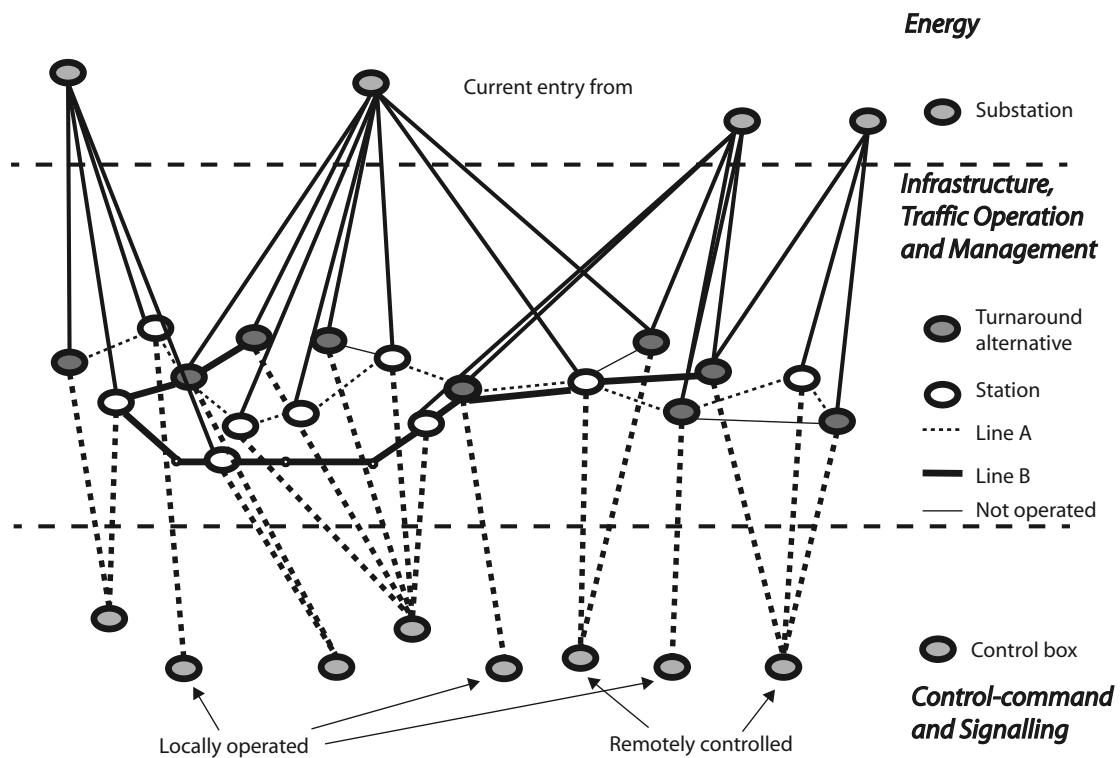 Energy
Current entry from
Substation
Infrastructure,
Traffic Operation
and Management
Turnaround
alternative
Station
Line A
Line B
Not operated
Control box
Control-command
and Signalling
Locally operated
Remotely controlled